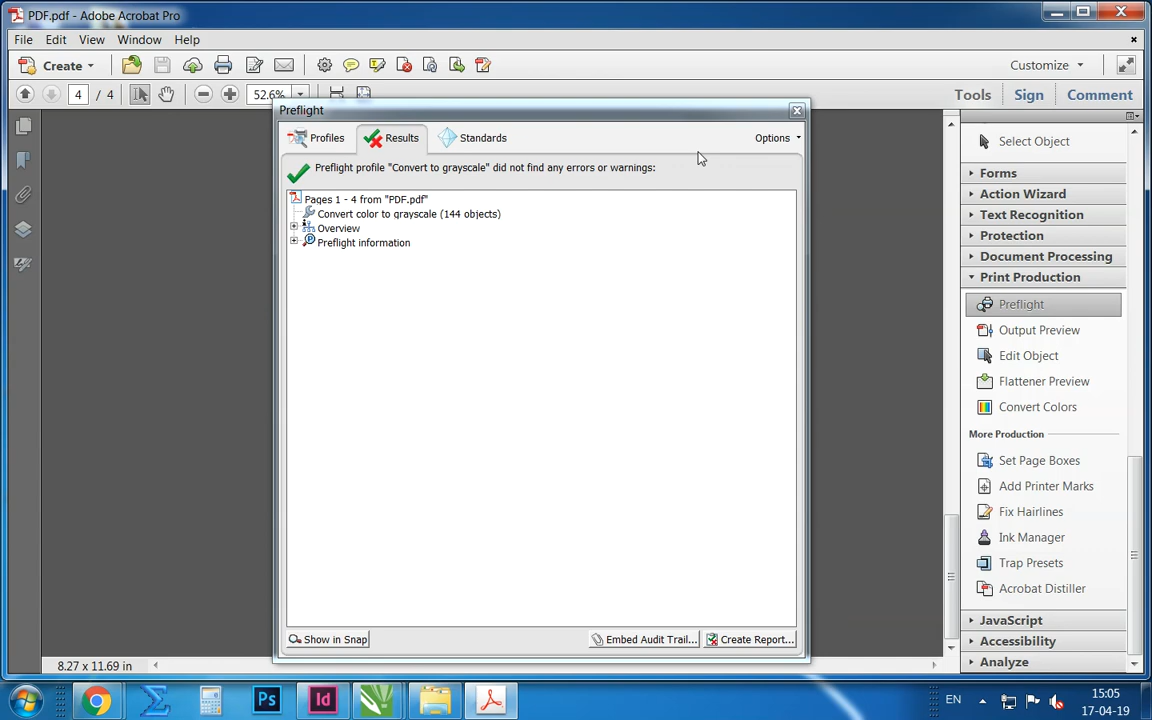 PDF.pdf - Adobe Acrobat Pro
File Edit View Window Help
Create Customize
4 / 4 52.6% Tools Sign Comment
Preflight
Profiles Results Standards Options
Preflight profile "Convert to grayscale" did not find any errors or warnings:
Pages 1 - 4 from "PDF.pdf"
Convert color to grayscale (144 objects)
Overview
Preflight information
Show in Snap Embed Audit Trail... Create Report...
Select Object
Forms
Action Wizard
Text Recognition
Protection
Document Processing
Print Production
Preflight
Output Preview
Edit Object
Flattener Preview
Convert Colors
More Production
Set Page Boxes
Add Printer Marks
Fix Hairlines
Ink Manager
Trap Presets
Acrobat Distiller
JavaScript
Accessibility
Analyze
8.27 x 11.69 in
Ps Id EN 15:05
17-04-19